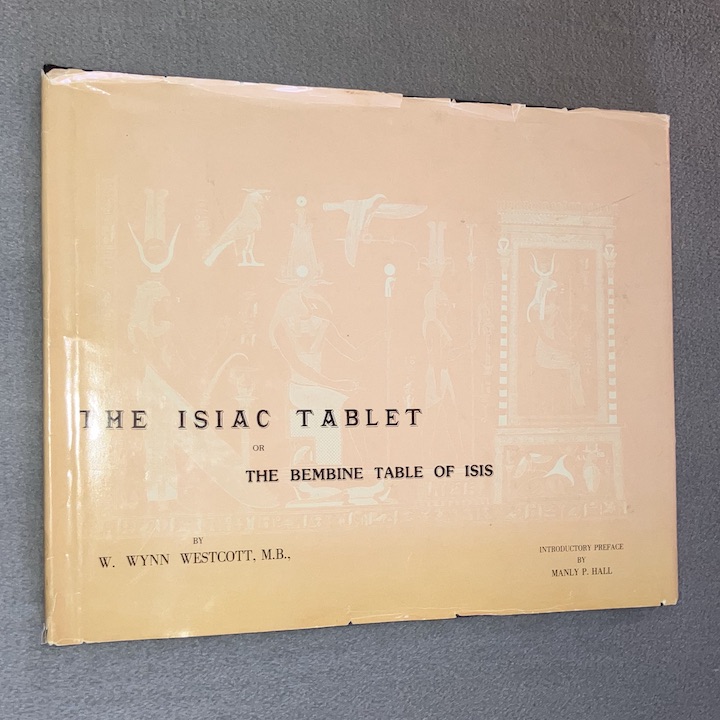 THE ISIAC TABLET
OR
THE BEMBINE TABLE OF ISIS
BY
W. WYNN WESTCOTT, M.B.,
INTRODUCTORY PREFACE
BY
MANLY P. HALL